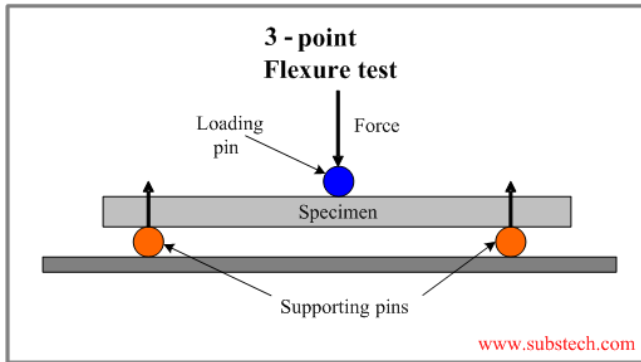 3 - point
Flexure test
Loading
pin
Force
Specimen
Supporting pins
www.substech.com